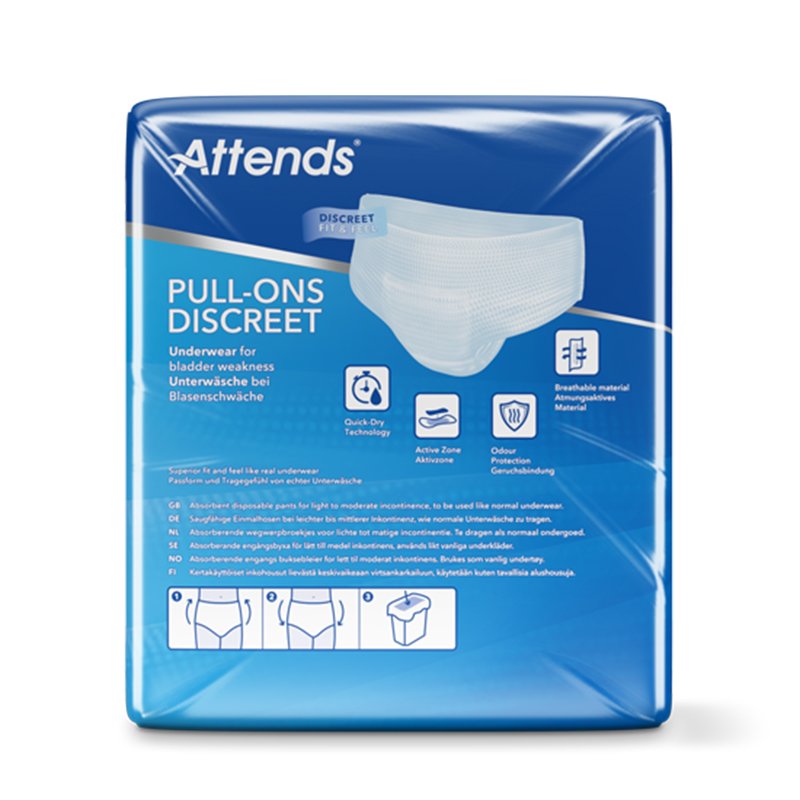 Attends®
DISCREET
FIT & FEEL
PULL-ONS
DISCREET
Underwear for
bladder weakness
Unterwäsche bei
Blasenschwäche
Quick-Dry
Technology
Active Zone
Aktivzone
Odour
Protection
Geruchsbindung
Breathable material
Atmungsaktives
Material
Superior fit and feel like real underwear
Passform und Tragegefühl von echter Unterwäsche
GB Absorbent disposable pants for light to moderate incontinence, to be used like normal underwear.
DE Saugfähige Einmalhosen bei leichter bis mittlerer Inkontinenz, wie normale Unterwäsche zu tragen.
NL Absorberende wegwerpbroekjes voor lichte tot matige incontinentie. Te dragen als normaal ondergoed.
SE Absorberande engångsbyxa för lätt till medel inkontinens, används likt vanliga underkläder.
NO Absorberende engangs buksebleier for lett til moderat inkontinens. Brukes som vanlig undertøy.
FI Kertakäyttöiset inkohousut lievästä keskivaikeaan virtsankarkailuun, käytetään kuten tavallisia alushousuja.
1 2 3